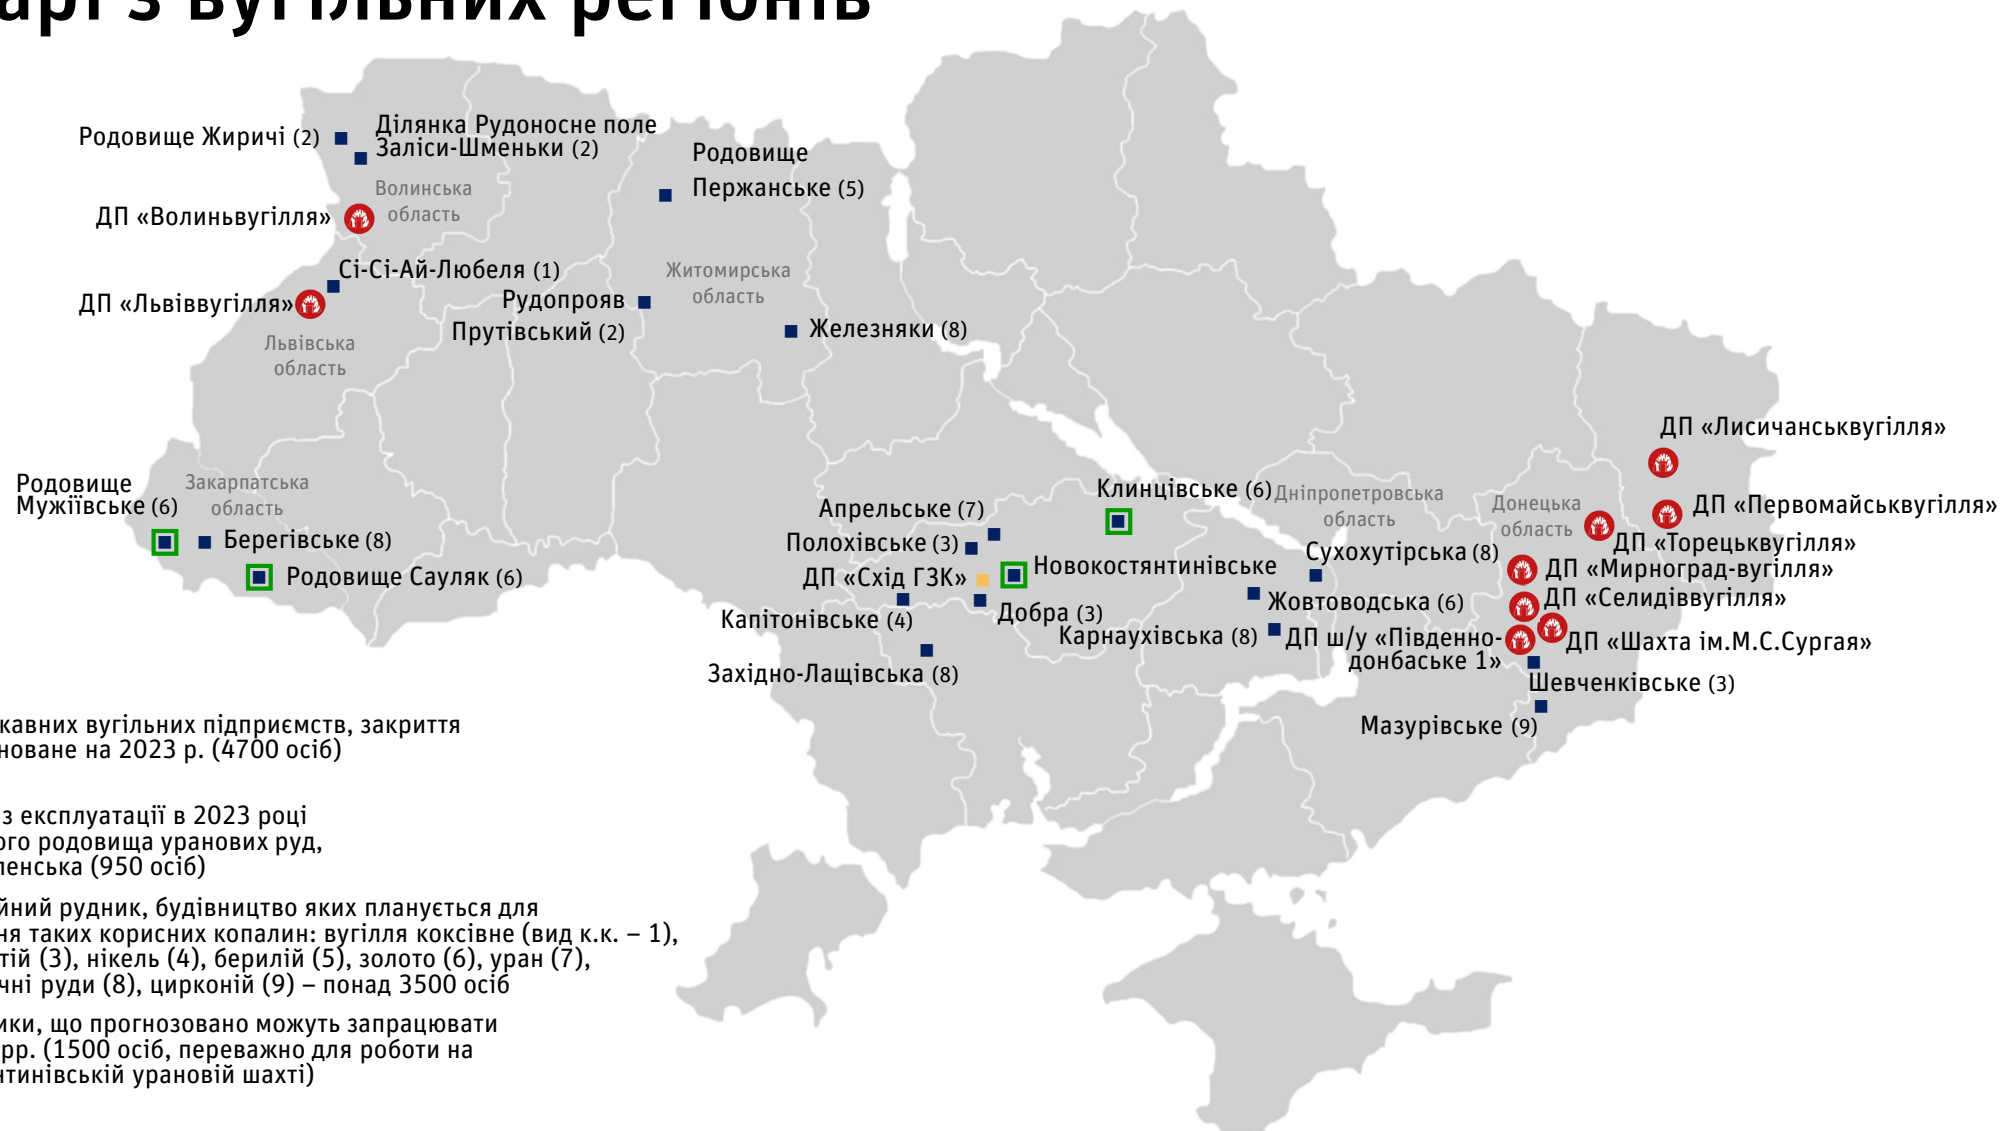 арі з вугільних регіонів
Родовище Жиричі (2)
Ділянка Рудоносне поле
Заліси-Шменьки (2)
Родовище
Пержанське (5)
Волинська
область
ДП «Волиньвугілля»
Сі-Сі-Ай-Любеля (1)
ДП «Львіввугілля»
Львівська
область
Рудопрояв
Прутівський (2)
Житомирська
область
Железняки (8)
Родовище
Мужіївське (6)
Закарпатська
область
Берегівське (8)
Родовище Сауляк (6)
Апрельське (7)
Полохівське (3)
ДП «Схід ГЗК»
Капітонівське (4)
Західно-Лащівська (8)
Клинцівське (6)
Новокостянтинівське
Добра (3)
Дніпропетровська
область
Сухохутірська (8)
Жовтоводська (6)
Карнаухівська (8)
Донецька
область
ДП «Лисичанськвугілля»
ДП «Первомайськвугілля»
ДП «Торецьквугілля»
ДП «Мирноград-вугілля»
ДП «Селидіввугілля»
ДП ш/у «Південно-
донбаське 1»
ДП «Шахта ім.М.С.Сургая»
Шевченківське (3)
Мазурівське (9)
кавних вугільних підприємств, закриття
новане на 2023 р. (4700 осіб)
з експлуатації в 2023 році
ого родовища уранових руд,
ленська (950 осіб)
йний рудник, будівництво яких планується для
ня таких корисних копалин: вугілля коксівне (вид к.к. – 1),
тій (3), нікель (4), берилій (5), золото (6), уран (7),
чні руди (8), цирконій (9) – понад 3500 осіб
ики, що прогнозовано можуть запрацювати
рр. (1500 осіб, переважно для роботи на
нтинівській урановій шахті)